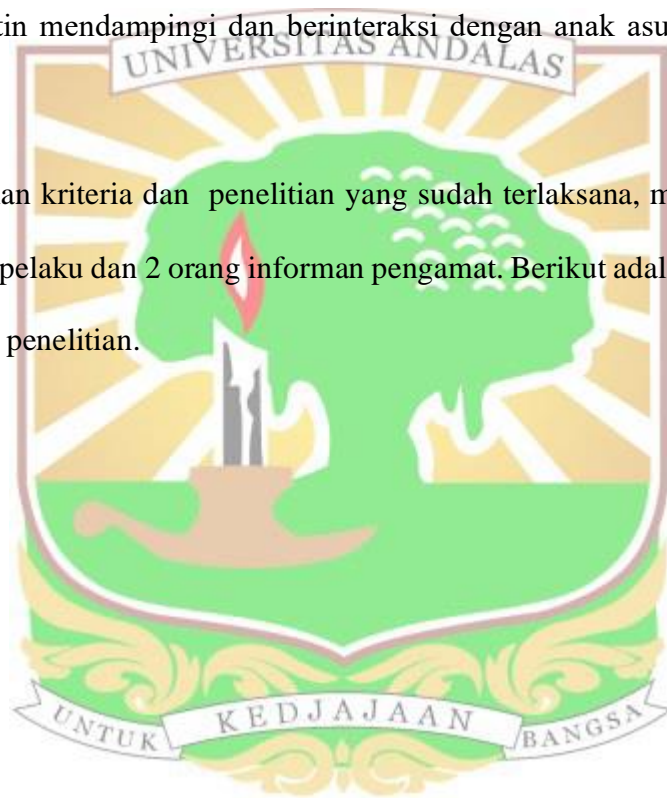 tin mendampingi dan berinteraksi dengan anak asu
UNIVERSITAS ANDALAS
an kriteria dan penelitian yang sudah terlaksana, m
pelaku dan 2 orang informan pengamat. Berikut adal
penelitian.
UNTUK KEDJAJAAN BANGSA